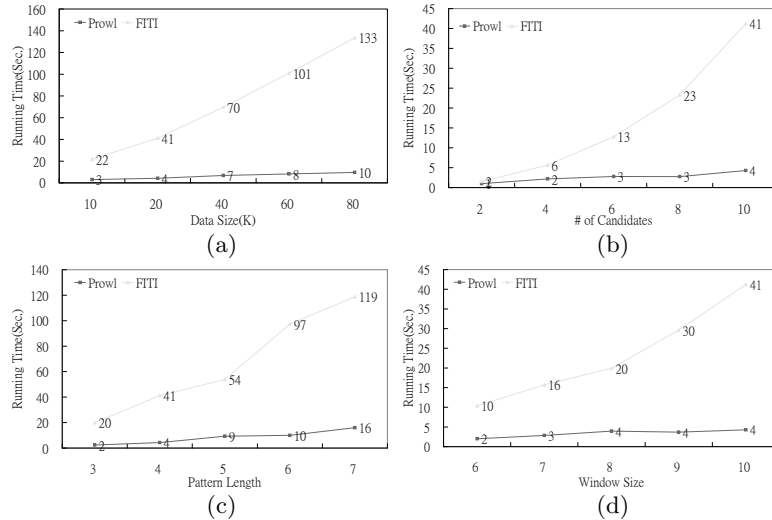 160
140
120
100
80
60
40
20
0
Running Time(Sec.)
Prowl FITI
22 41 70 101 133
3 4 7 8 10
10 20 40 60 80
Data Size(K)
(a)
45
40
35
30
25
20
15
10
5
0
Running Time(Sec.)
Prowl FITI
6 13 23 41
2 2 3 3 4
2 4 6 8 10
# of Candidates
(b)
140
120
100
80
60
40
20
0
Running Time(Sec.)
Prowl FITI
20 41 54 97 119
2 4 9 10 16
3 4 5 6 7
Pattern Length
(c)
45
40
35
30
25
20
15
10
5
0
Running Time(Sec.)
Prowl FITI
10 16 20 30 41
2 3 4 4 4
6 7 8 9 10
Window Size
(d)